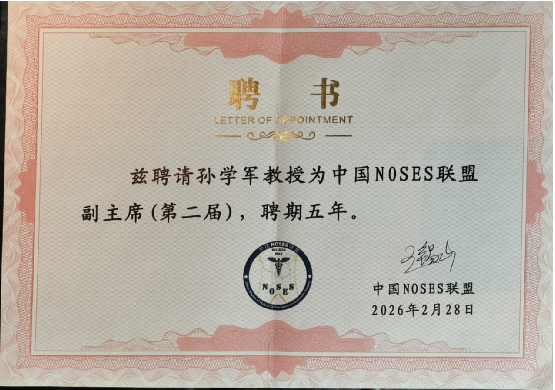 聘 书
LETTER OF APPOINTMENT
兹聘请孙学军教授为中国NOSES联盟
副主席(第二届)，聘期五年。
NOSES
NOSES
中国NOSES联盟
2026年2月28日